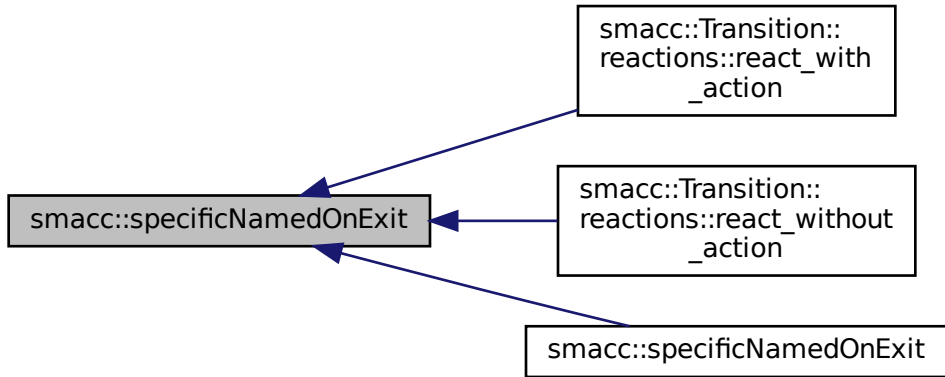 smacc::Transition::
reactions::react_with
_action
smacc::specificNamedOnExit
smacc::Transition::
reactions::react_without
_action
smacc::specificNamedOnExit